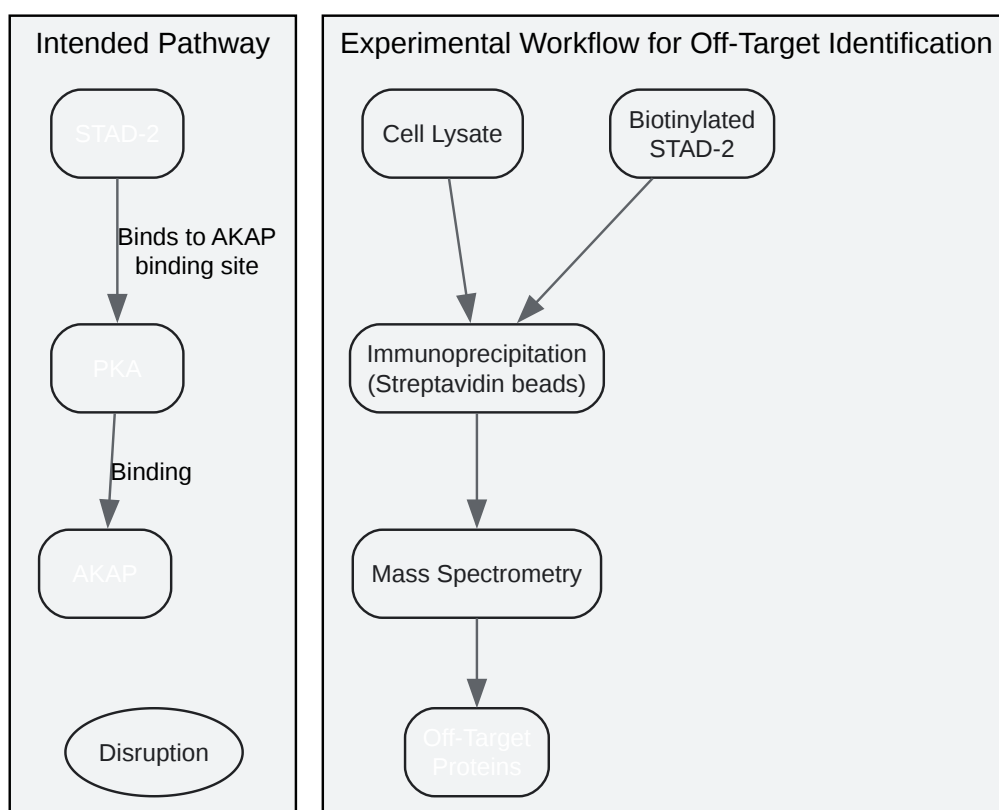 Intended Pathway
STAD-2
Binds to AKAP
binding site
PKA
Binding
AKAP
Disruption
Experimental Workflow for Off-Target Identification
Cell Lysate
Biotinylated
STAD-2
Immunoprecipitation
(Streptavidin beads)
Mass Spectrometry
Off-Target
Proteins